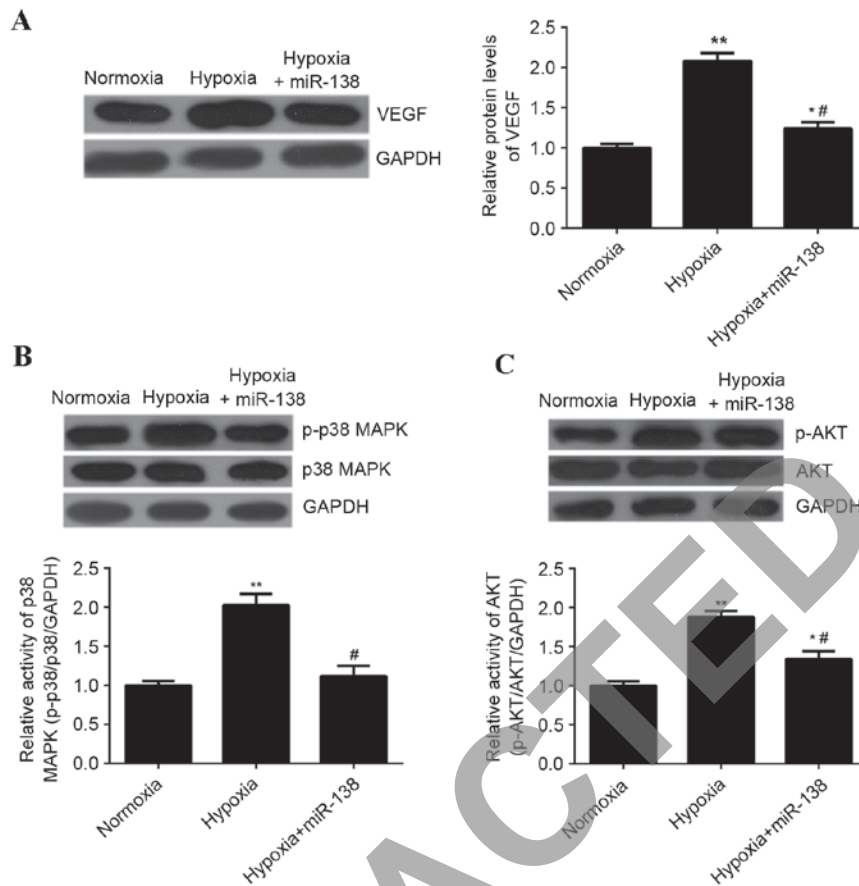 A
Normoxia Hypoxia Hypoxia
+ miR-138
VEGF
GAPDH
Relative protein levels
of VEGF
2.5
2.0
1.5
1.0
0.5
0.0
**
* #
Normoxia
Hypoxia
Hypoxia+miR-138
B
Normoxia Hypoxia Hypoxia
+ miR-138
p-p38 MAPK
p38 MAPK
GAPDH
Relative activity of p38
MAPK (p-p38/p38/GAPDH)
2.5
2.0
1.5
1.0
0.5
0.0
**
#
Normoxia
Hypoxia
Hypoxia+miR-138
C
Normoxia Hypoxia Hypoxia
+ miR-138
p-AKT
AKT
GAPDH
Relative activity of AKT
(p-AKT/AKT/GAPDH)
2.5
2.0
1.5
1.0
0.5
0.0
**
* #
Normoxia
Hypoxia
Hypoxia+miR-138
ACTED